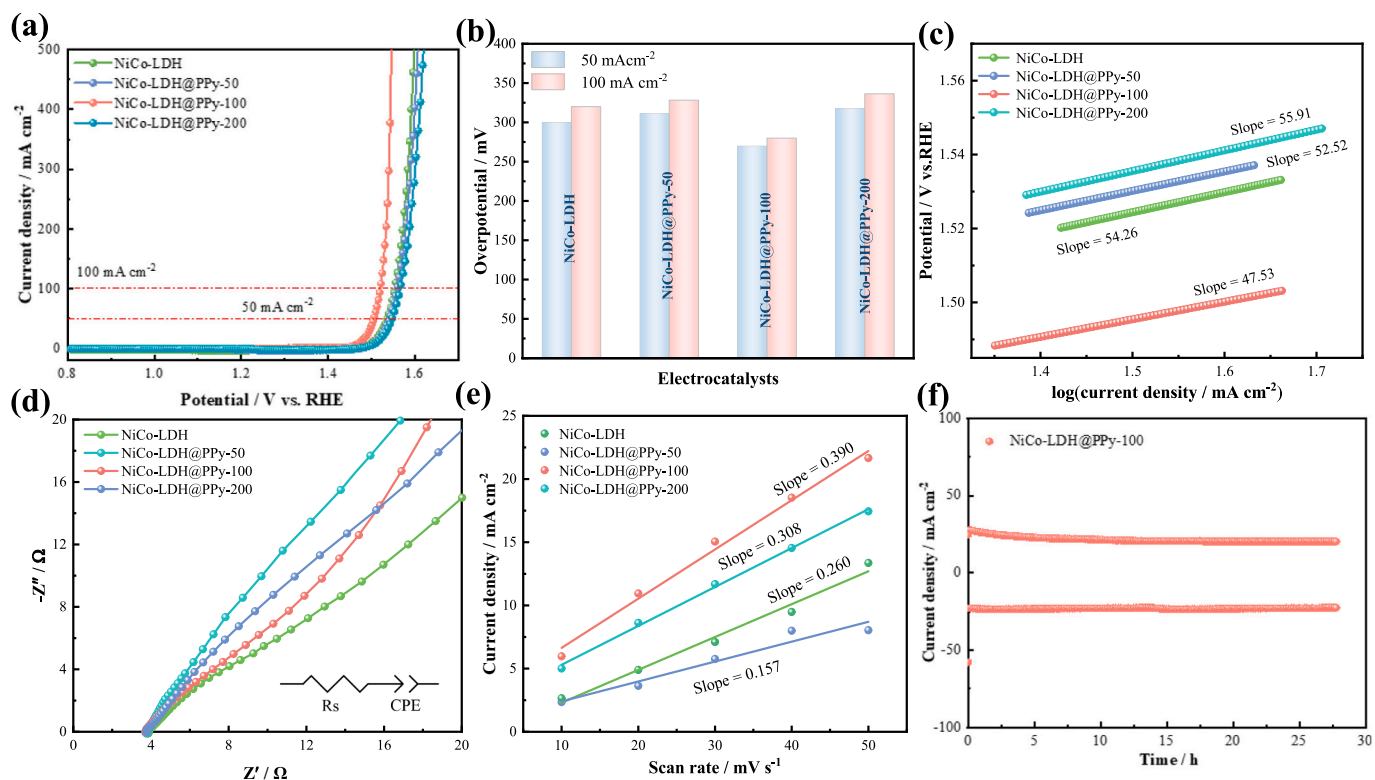 (a)
500
400
300
200
100
0
0.8
1.0
1.2
1.4
1.6
Current density / mA cm⁻²
Potential / V vs. RHE
NiCo-LDH
NiCo-LDH@PPy-50
NiCo-LDH@PPy-100
NiCo-LDH@PPy-200
100 mA cm⁻²
50 mA cm⁻²
(b)
400
350
300
250
200
150
100
50
0
Overpotential / mV
Electrocatalysts
50 mAcm⁻²
100 mA cm⁻²
NiCo-LDH
NiCo-LDH@PPy-50
NiCo-LDH@PPy-100
NiCo-LDH@PPy-200
(c)
1.56
1.54
1.52
1.50
1.4
1.5
1.6
1.7
Potential / V vs.RHE
log(current density / mA cm⁻²)
NiCo-LDH
NiCo-LDH@PPy-50
NiCo-LDH@PPy-100
NiCo-LDH@PPy-200
Slope = 55.91
Slope = 52.52
Slope = 54.26
Slope = 47.53
(d)
20
16
12
8
4
0
0
4
8
12
16
20
-Z″ / Ω
Z′ / Ω
NiCo-LDH
NiCo-LDH@PPy-50
NiCo-LDH@PPy-100
NiCo-LDH@PPy-200
Rs
CPE
(e)
25
20
15
10
5
0
10
20
30
40
50
Current density / mA cm⁻²
Scan rate / mV s⁻¹
NiCo-LDH
NiCo-LDH@PPy-50
NiCo-LDH@PPy-100
NiCo-LDH@PPy-200
Slope = 0.390
Slope = 0.308
Slope = 0.260
Slope = 0.157
(f)
100
50
0
-50
-100
0
5
10
15
20
25
30
Current density / mA cm⁻²
Time / h
NiCo-LDH@PPy-100